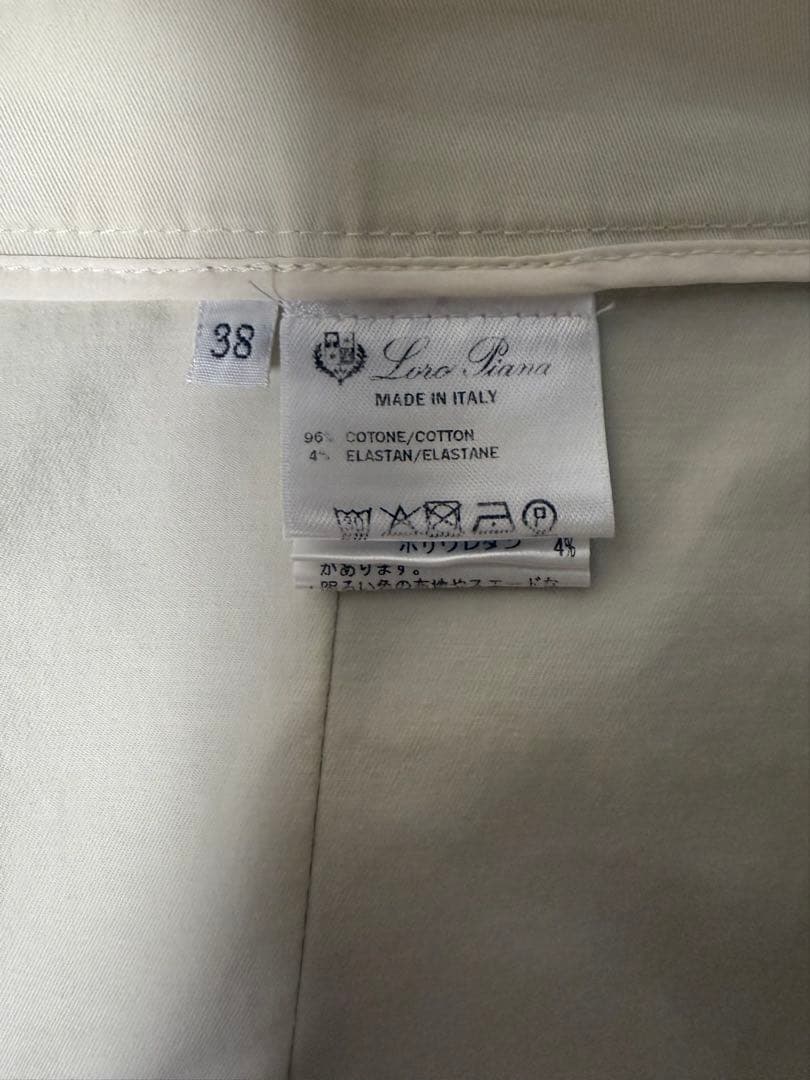 38
Loro Piana
MADE IN ITALY
96% COTONE/COTTON
4% ELASTAN/ELASTANE
30
P
ポリウレタン 4%
があります。